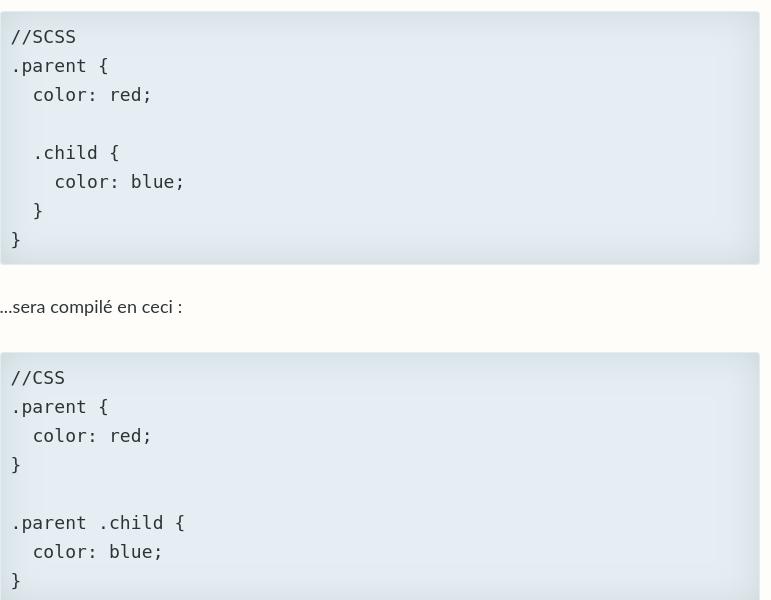 //SCSS
.parent {
  color: red;

  .child {
    color: blue;
  }
}
...sera compilé en ceci :
//CSS
.parent {
  color: red;
}

.parent .child {
  color: blue;
}